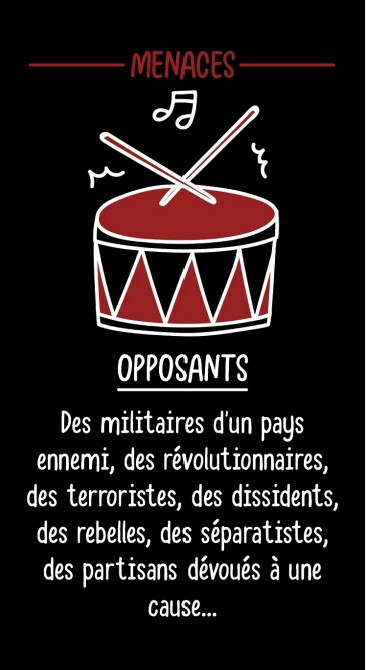 MENACES
OPPOSANTS
Des militaires d'un pays
ennemi, des révolutionnaires,
des terroristes, des dissidents,
des rebelles, des séparatistes,
des partisans dévoués à une
cause...